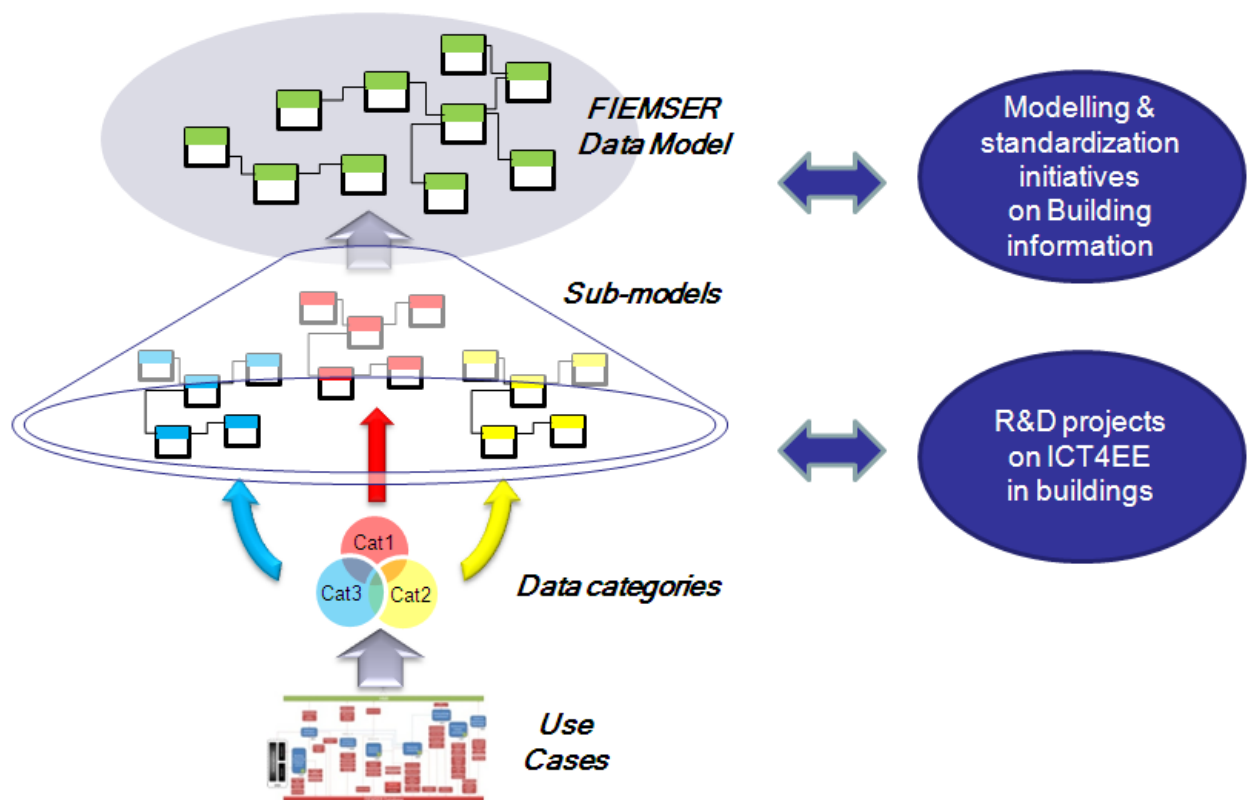 FIEMSER
Data Model
Modelling &
standardization
initiatives
on Building
information
Sub-models
R&D projects
on ICT4EE
in buildings
Cat1
Cat3
Cat2
Data categories
Use
Cases